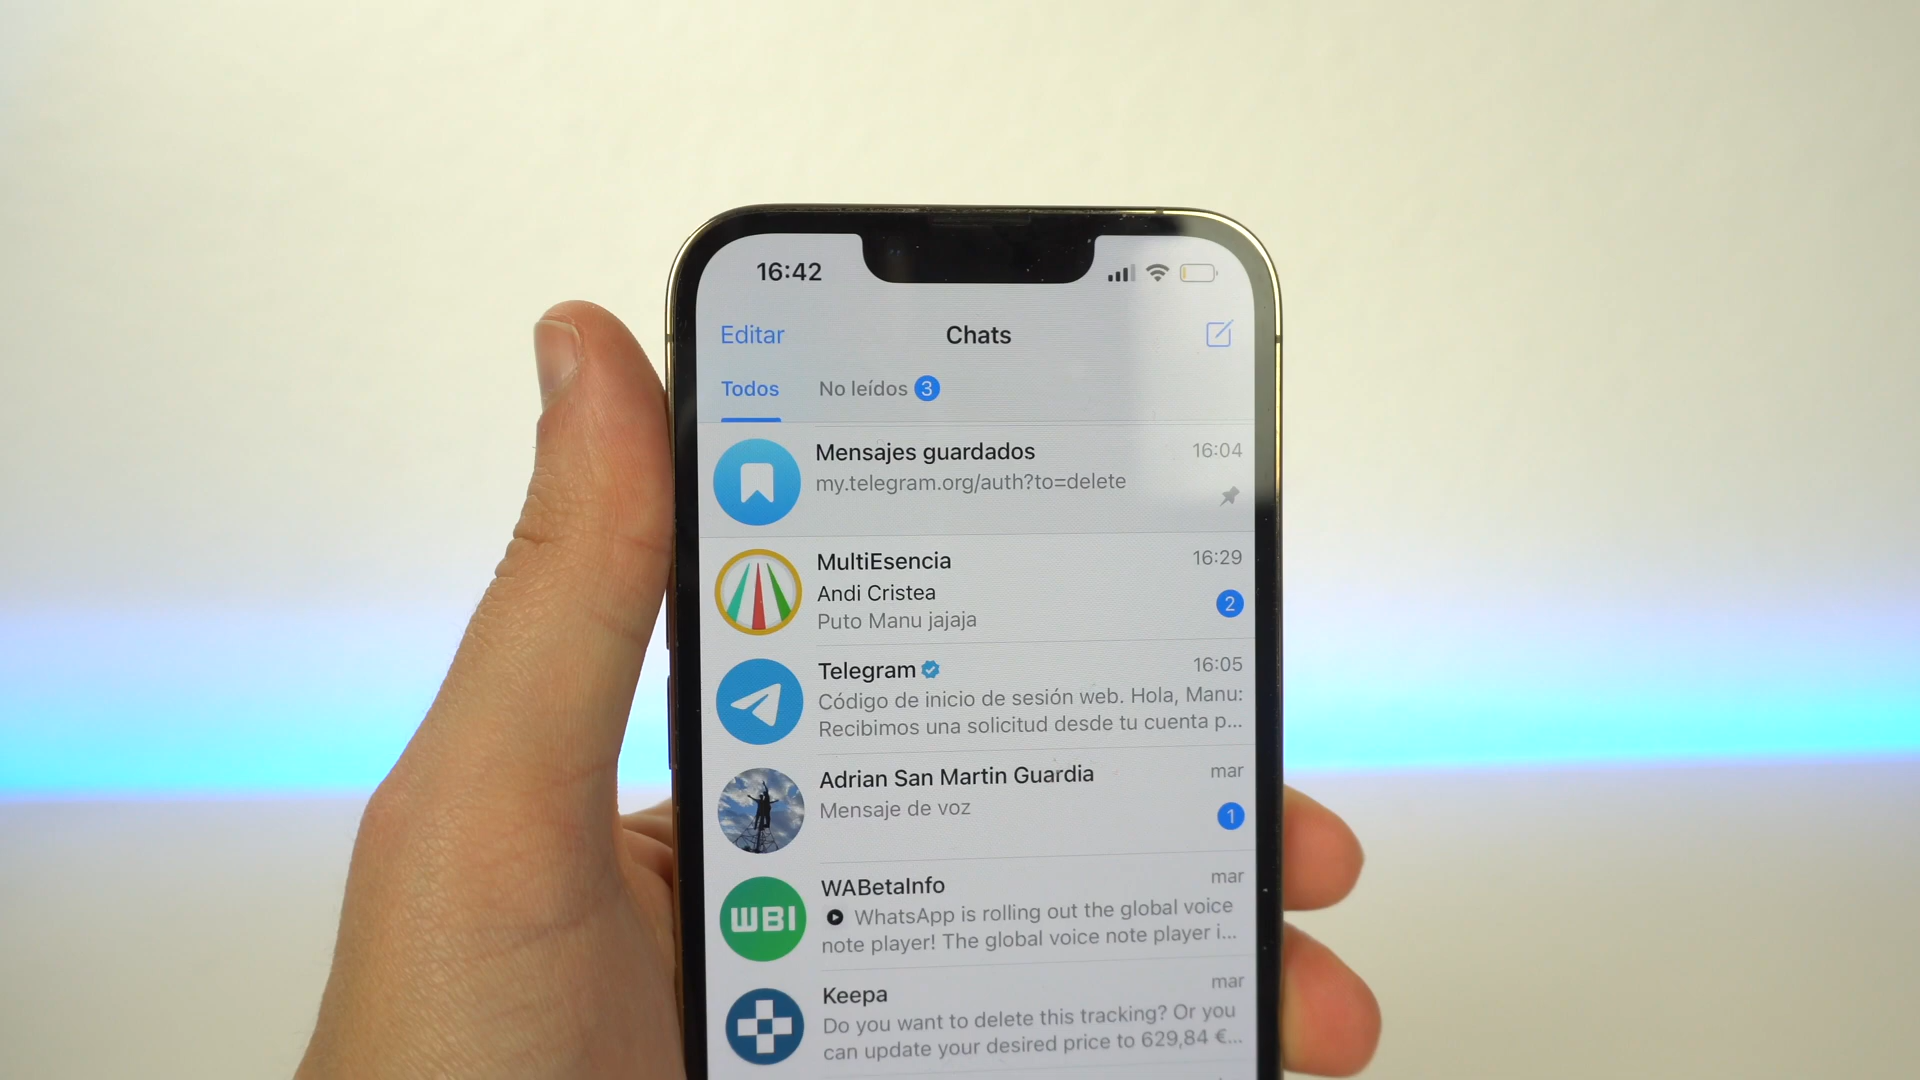 16:42
Editar
Chats
Todos
No leídos 3
Mensajes guardados 16:04
my.telegram.org/auth?to=delete
MultiEsencia 16:29
Andi Cristea 2
Puto Manu jajaja
Telegram 16:05
Código de inicio de sesión web. Hola, Manu:
Recibimos una solicitud desde tu cuenta p...
Adrian San Martin Guardia mar
Mensaje de voz 1
WBI
WABetaInfo mar
WhatsApp is rolling out the global voice
note player! The global voice note player i...
Keepa mar
Do you want to delete this tracking? Or you
can update your desired price to 629,84 €...